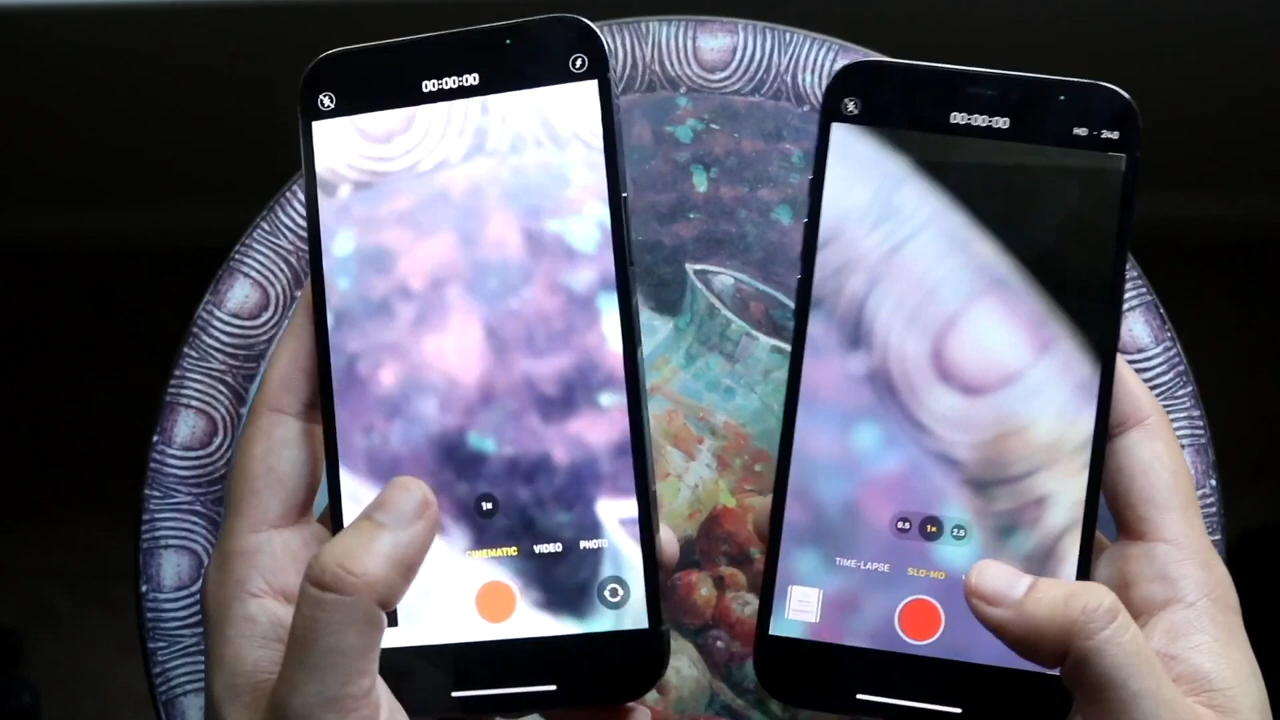 00:00:00
1×
CINEMATIC VIDEO PHOTO
00:00:00
HD - 240
0.5 1× 2.5
TIME-LAPSE SLO-MO